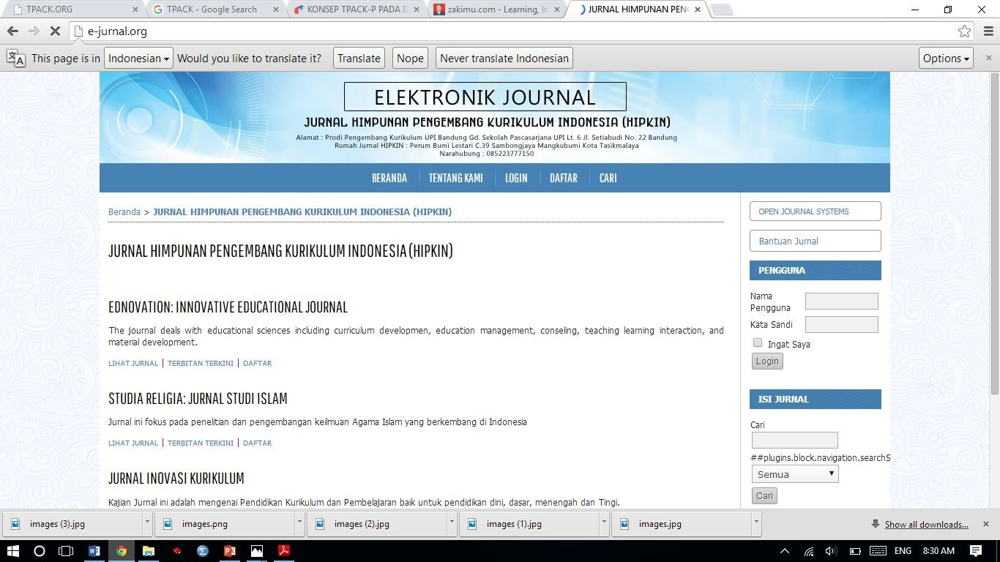 TPACK.ORG
TPACK - Google Search
KONSEP TPACK-P PADA D
zakimu.com - Learning, In
JURNAL HIMPUNAN PENG
e-jurnal.org
This page is in Indonesian Would you like to translate it? Translate Nope Never translate Indonesian Options
ELEKTRONIK JOURNAL
JURNAL HIMPUNAN PENGEMBANG KURIKULUM INDONESIA (HIPKIN)
Alamat : Prodi Pengembang Kurikulum UPI Bandung Gd. Sekolah Pascasarjana UPI Lt. 6 Jl. Setiabudi No. 22 Bandung
Rumah Jurnal HIPKIN : Perum Bumi Lestari C.39 Sambongjaya Mangkubumi Kota Tasikmalaya
Narahubung : 085223777150
BERANDA TENTANG KAMI LOGIN DAFTAR CARI
Beranda > JURNAL HIMPUNAN PENGEMBANG KURIKULUM INDONESIA (HIPKIN)
JURNAL HIMPUNAN PENGEMBANG KURIKULUM INDONESIA (HIPKIN)
EDNOVATION: INNOVATIVE EDUCATIONAL JOURNAL
The journal deals with educational sciences including curriculum developmen, education management, conseling, teaching learning interaction, and
material development.
LIHAT JURNAL | TERBITAN TERKINI | DAFTAR
STUDIA RELIGIA: JURNAL STUDI ISLAM
Jurnal ini fokus pada penelitian dan pengembangan keilmuan Agama Islam yang berkembang di Indonesia
LIHAT JURNAL | TERBITAN TERKINI | DAFTAR
JURNAL INOVASI KURIKULUM
Kajian Jurnal ini adalah mengenai Pendidikan Kurikulum dan Pembelajaran baik untuk pendidikan dini, dasar, menengah dan Tingi.
OPEN JOURNAL SYSTEMS
Bantuan Jurnal
PENGGUNA
Nama
Pengguna
Kata Sandi
Ingat Saya
Login
ISI JURNAL
Cari
##plugins.block.navigation.searchS
Semua
Cari
images (3).jpg
images.png
images (2).jpg
images (1).jpg
images.jpg
Show all downloads...
ENG 8:30 AM